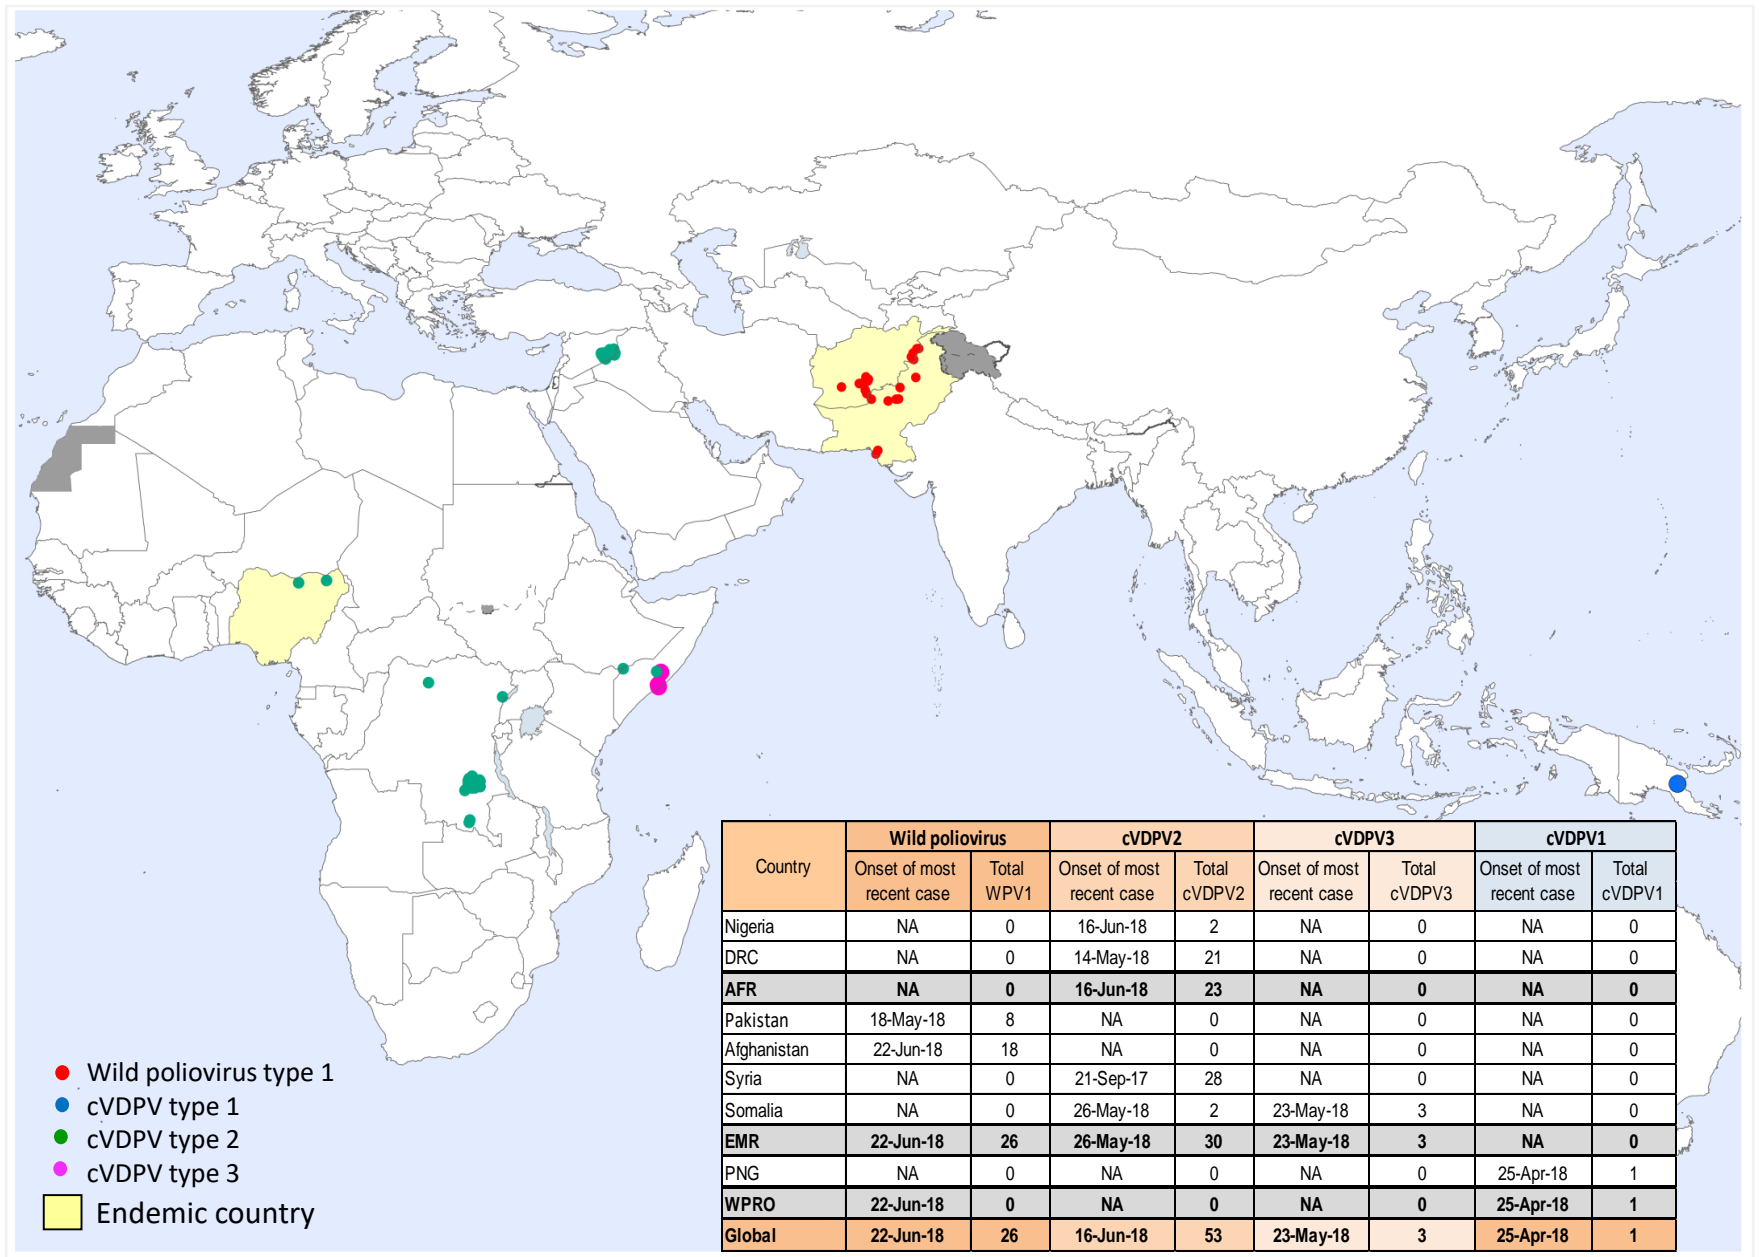 Wild poliovirus cVDPV2 cVDPV3 cVDPV1
Country Onset of most recent case Total WPV1 Onset of most recent case Total cVDPV2 Onset of most recent case Total cVDPV3 Onset of most recent case Total cVDPV1
Nigeria NA 0 16-Jun-18 2 NA 0 NA 0
DRC NA 0 14-May-18 21 NA 0 NA 0
AFR NA 0 16-Jun-18 23 NA 0 NA 0
Pakistan 18-May-18 8 NA 0 NA 0 NA 0
Afghanistan 22-Jun-18 18 NA 0 NA 0 NA 0
Syria NA 0 21-Sep-17 28 NA 0 NA 0
Somalia NA 0 26-May-18 2 23-May-18 3 NA 0
EMR 22-Jun-18 26 26-May-18 30 23-May-18 3 NA 0
PNG NA 0 NA 0 NA 0 25-Apr-18 1
WPRO 22-Jun-18 0 NA 0 NA 0 25-Apr-18 1
Global 22-Jun-18 26 16-Jun-18 53 23-May-18 3 25-Apr-18 1
Wild poliovirus type 1
cVDPV type 1
cVDPV type 2
cVDPV type 3
Endemic country